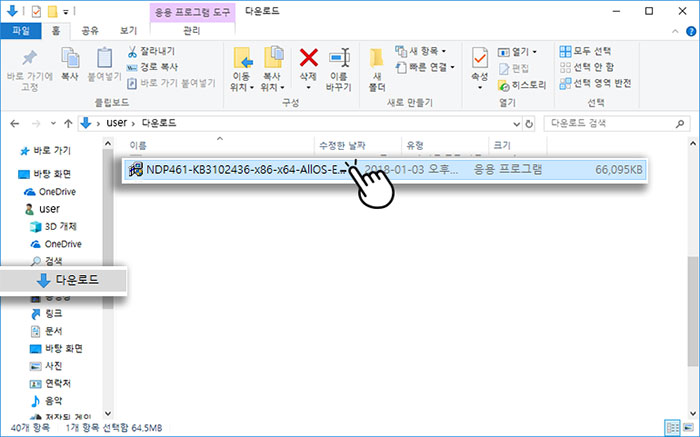 응용 프로그램 도구 다운로드
파일 홈 공유 보기 관리
바로 가기에 고정
복사
붙여넣기
잘라내기
경로 복사
바로 가기 붙여넣기
클립보드
이동 위치
복사 위치
삭제
이름 바꾸기
구성
새 폴더
새 항목
빠른 연결
새로 만들기
속성
열기
편집
히스토리
열기
모두 선택
선택 안 함
선택 영역 반전
선택
user > 다운로드
다운로드 검색
이름 수정한 날짜 유형 크기
NDP461-KB3102436-x86-x64-AllOS-E... 2018-01-03 오후... 응용 프로그램 66,095KB
바로 가기
바탕 화면
OneDrive
user
3D 개체
OneDrive
검색
다운로드
링크
문서
바탕 화면
사진
연락처
음악
저장된 게임
40개 항목 1개 항목 선택함 64.5MB